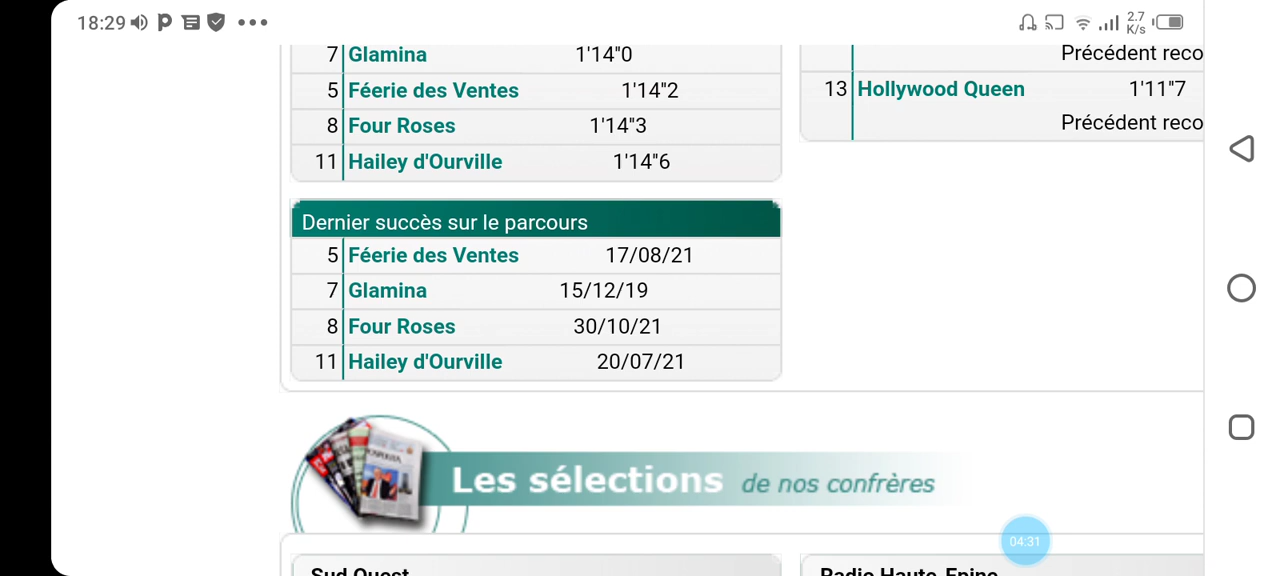 18:29
2.7
K/s
7 Glamina 1'14"0
5 Féerie des Ventes 1'14"2
8 Four Roses 1'14"3
11 Hailey d'Ourville 1'14"6
Précédent reco
13 Hollywood Queen 1'11"7
Précédent reco
Dernier succès sur le parcours
5 Féerie des Ventes 17/08/21
7 Glamina 15/12/19
8 Four Roses 30/10/21
11 Hailey d'Ourville 20/07/21
Les sélections de nos confrères
04:31
Sud Ouest
Radio Haute-Epine